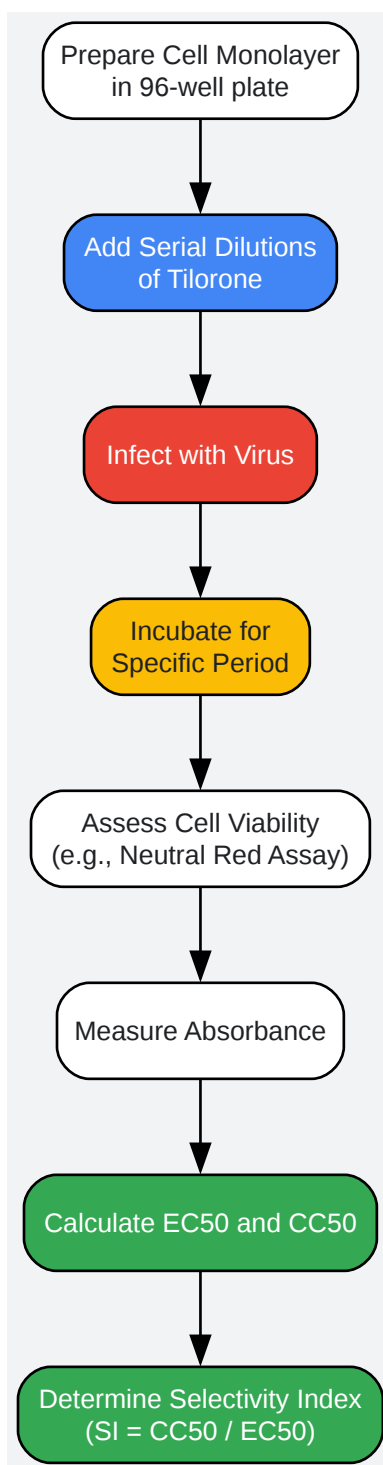 Prepare Cell Monolayer
in 96-well plate
Add Serial Dilutions
of Tilorone
Infect with Virus
Incubate for
Specific Period
Assess Cell Viability
(e.g., Neutral Red Assay)
Measure Absorbance
Calculate EC50 and CC50
Determine Selectivity Index
(SI = CC50 / EC50)